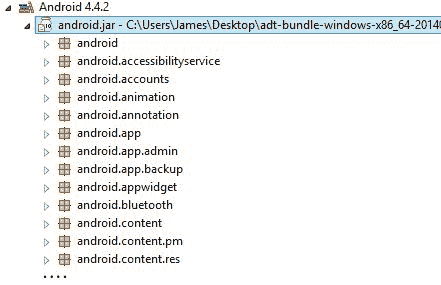 Android 4.4.2
android.jar - C:\Users\James\Desktop\adt-bundle-windows-x86_64-20140
android
android.accessibilityservice
android.accounts
android.animation
android.annotation
android.app
android.app.admin
android.app.backup
android.appwidget
android.bluetooth
android.content
android.content.pm
android.content.res
....